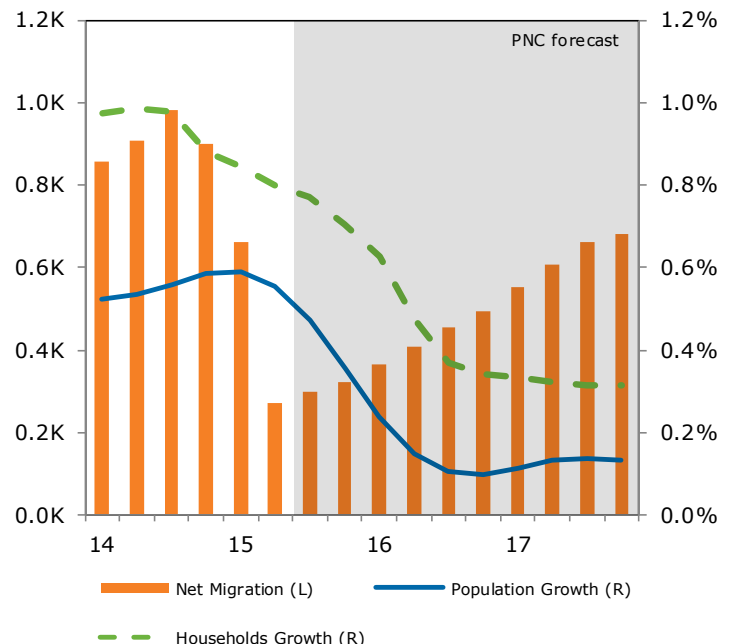 1.2K 1.2%
PNC forecast
1.0K 1.0%
0.8K 0.8%
0.6K 0.6%
0.4K 0.4%
0.2K 0.2%
0.0K 0.0%
14 15 16 17
Net Migration (L) Population Growth (R)
Households Growth (R)